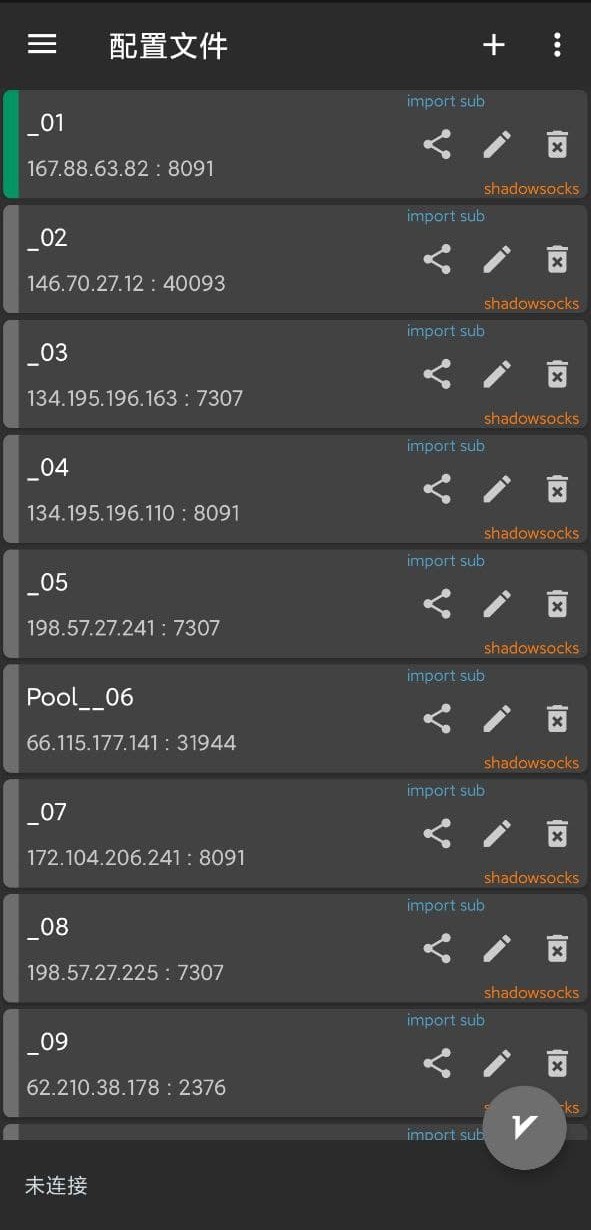 配置文件
import sub
_01
167.88.63.82 : 8091
shadowsocks
import sub
_02
146.70.27.12 : 40093
shadowsocks
import sub
_03
134.195.196.163 : 7307
shadowsocks
import sub
_04
134.195.196.110 : 8091
shadowsocks
import sub
_05
198.57.27.241 : 7307
shadowsocks
import sub
Pool__06
66.115.177.141 : 31944
shadowsocks
import sub
_07
172.104.206.241 : 8091
shadowsocks
import sub
_08
198.57.27.225 : 7307
shadowsocks
import sub
_09
62.210.38.178 : 2376
ks
import sub
未连接